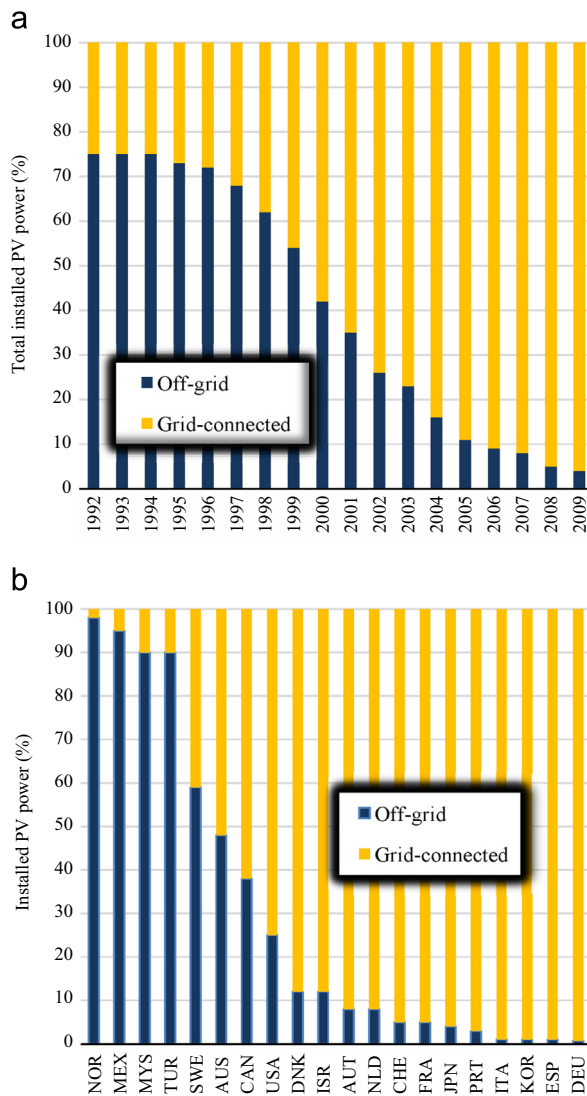 a
Total installed PV power (%)
100
90
80
70
60
50
40
30
20
10
0
Off-grid
Grid-connected
1992 1993 1994 1995 1996 1997 1998 1999 2000 2001 2002 2003 2004 2005 2006 2007 2008 2009
b
Installed PV power (%)
100
90
80
70
60
50
40
30
20
10
0
Off-grid
Grid-connected
NOR MEX MYS TUR SWE AUS CAN USA DNK ISR AUT NLD CHE FRA JPN PRT ITA KOR ESP DEU